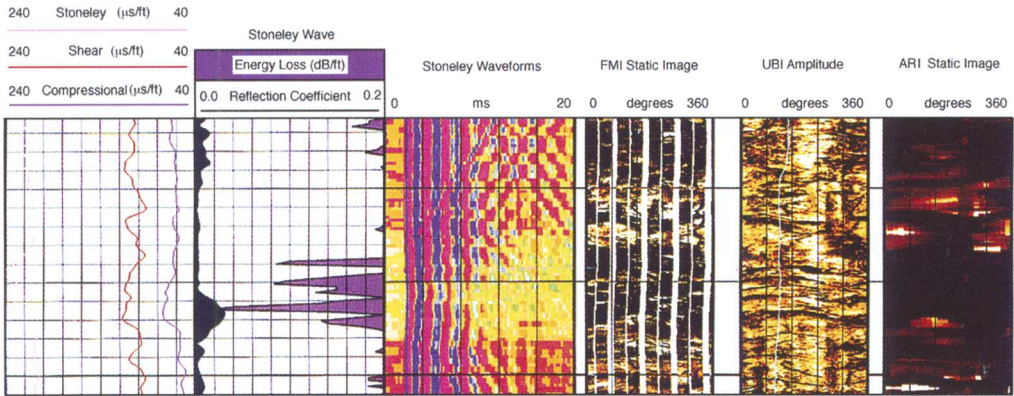 240 Stoneley (µs/ft) 40
240 Shear (µs/ft) 40
240 Compressional (µs/ft) 40
Stoneley Wave
Energy Loss (dB/ft)
0.0 Reflection Coefficient 0.2
Stoneley Waveforms
0 ms 20
FMI Static Image
0 degrees 360
UBI Amplitude
0 degrees 360
ARI Static Image
0 degrees 360